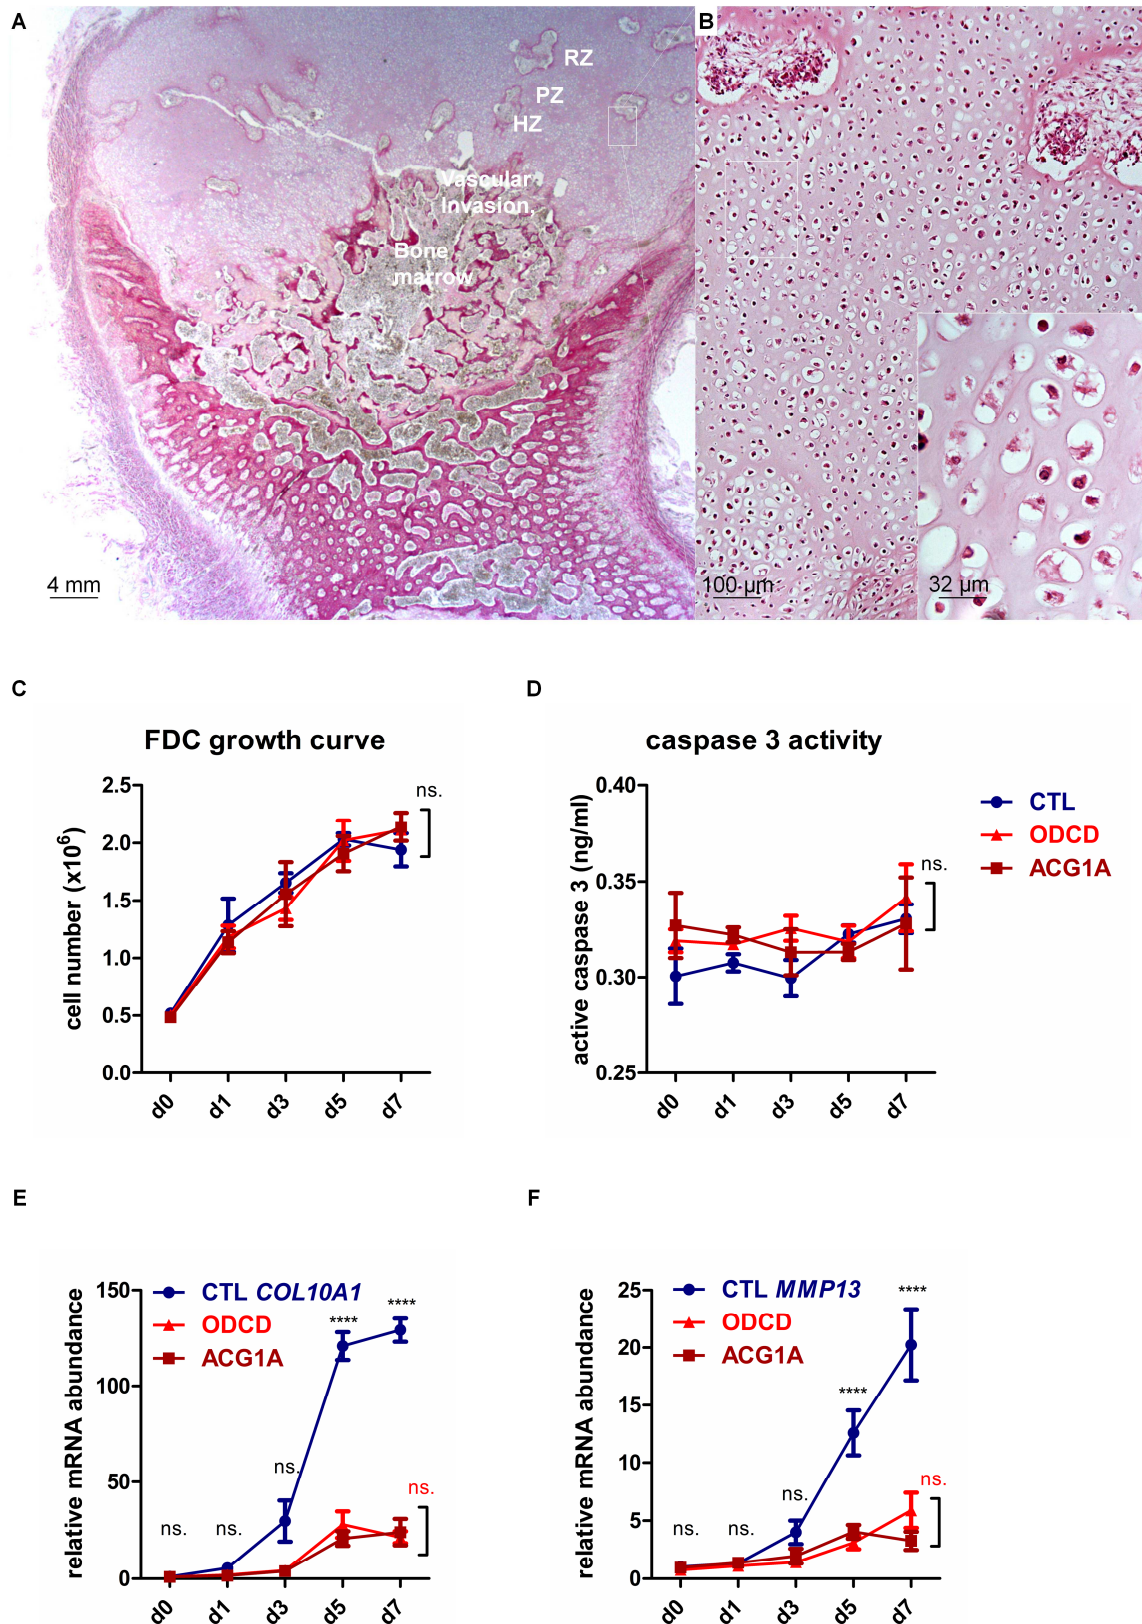 A
B
RZ
PZ
HZ
Vascular
Invasion
Bone
marrow
4 mm
100 µm
32 µm
C
D
FDC growth curve
caspase 3 activity
cell number (x10⁶)
2.5
2.0
1.5
1.0
0.5
0.0
ns.
d0
d1
d3
d5
d7
active caspase 3 (ng/ml)
0.40
0.35
0.30
0.25
ns.
d0
d1
d3
d5
d7
CTL
ODCD
ACG1A
E
F
relative mRNA abundance
150
100
50
0
CTL COL10A1
ODCD
ACG1A
ns.
ns.
ns.
****
****
ns.
d0
d1
d3
d5
d7
relative mRNA abundance
25
20
15
10
5
0
CTL MMP13
ODCD
ACG1A
ns.
ns.
ns.
****
****
ns.
d0
d1
d3
d5
d7